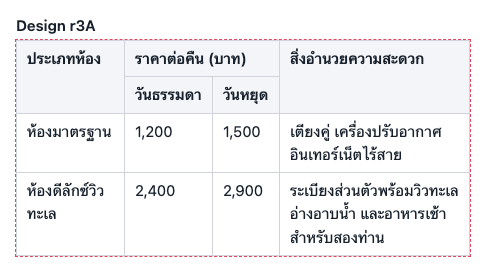 Design r3A
ประเภทห้อง ราคาต่อคืน (บาท) สิ่งอำนวยความสะดวก
วันธรรมดา วันหยุด
ห้องมาตรฐาน 1,200 1,500 เตียงคู่ เครื่องปรับอากาศ
อินเทอร์เน็ตไร้สาย
ห้องดีลักซ์วิว 2,400 2,900 ระเบียงส่วนตัวพร้อมวิวทะเล
ทะเล อ่างอาบน้ำ และอาหารเช้า
สำหรับสองท่าน